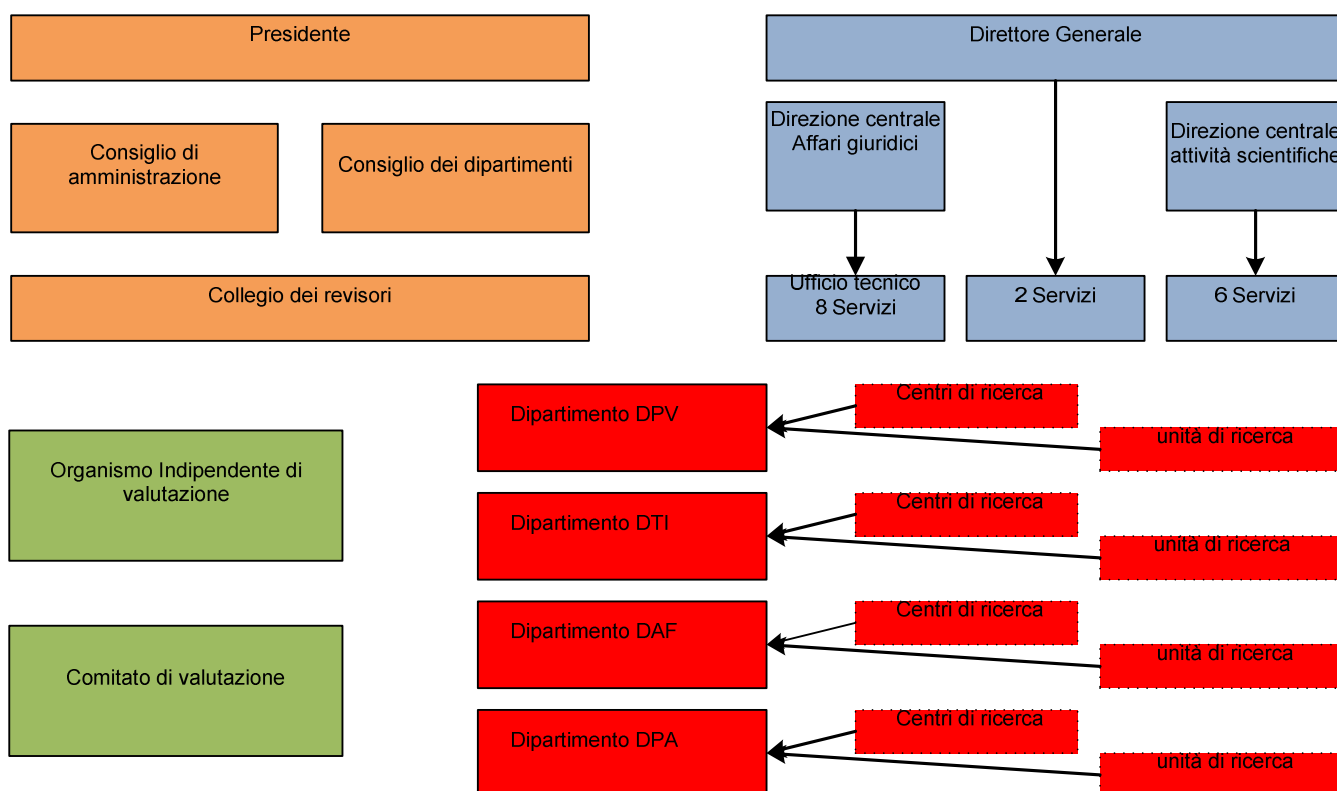 Presidente
Direttore Generale
Direzione centrale
Affari giuridici
Direzione centrale
attività scientifiche
Consiglio di
amministrazione
Consiglio dei dipartimenti
Collegio dei revisori
Ufficio tecnico
8 Servizi
2 Servizi
6 Servizi
Dipartimento DPV
Centri di ricerca
unità di ricerca
Organismo Indipendente di
valutazione
Dipartimento DTI
Centri di ricerca
unità di ricerca
Dipartimento DAF
Centri di ricerca
unità di ricerca
Comitato di valutazione
Dipartimento DPA
Centri di ricerca
unità di ricerca